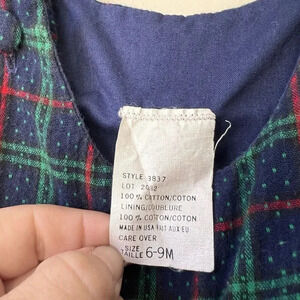 STYLE 3837
LOT 2012
100% COTTON/COTON
LINING/DOUBLURE
100% COTTON/COTON
MADE IN USA FAIT AUX EU
CARE OVER
SIZE
TAILLE 6-9M